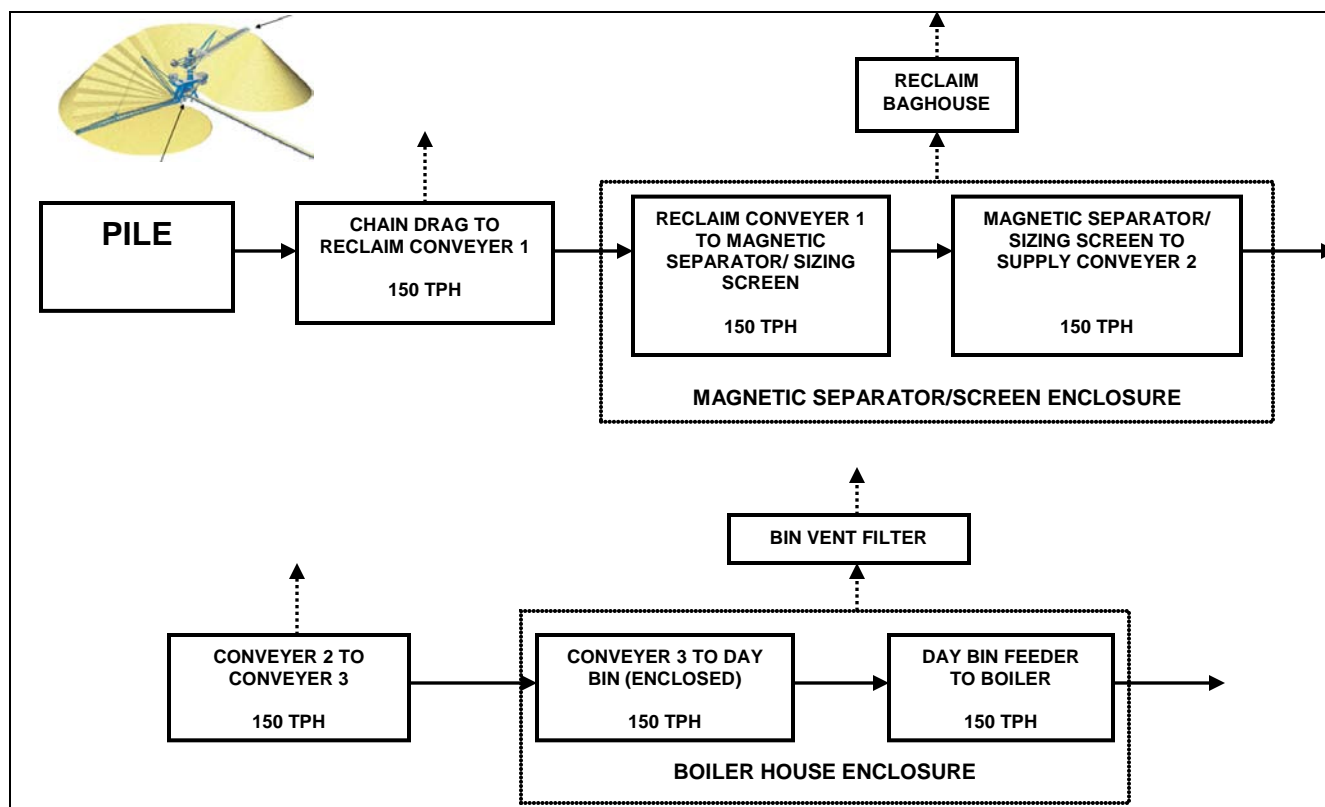 RECLAIM
BAGHOUSE
PILE
CHAIN DRAG TO
RECLAIM CONVEYER 1
150 TPH
RECLAIM CONVEYER 1
TO MAGNETIC
SEPARATOR/ SIZING
SCREEN
150 TPH
MAGNETIC SEPARATOR/
SIZING SCREEN TO
SUPPLY CONVEYER 2
150 TPH
MAGNETIC SEPARATOR/SCREEN ENCLOSURE
BIN VENT FILTER
CONVEYER 2 TO
CONVEYER 3
150 TPH
CONVEYER 3 TO DAY
BIN (ENCLOSED)
150 TPH
DAY BIN FEEDER
TO BOILER
150 TPH
BOILER HOUSE ENCLOSURE